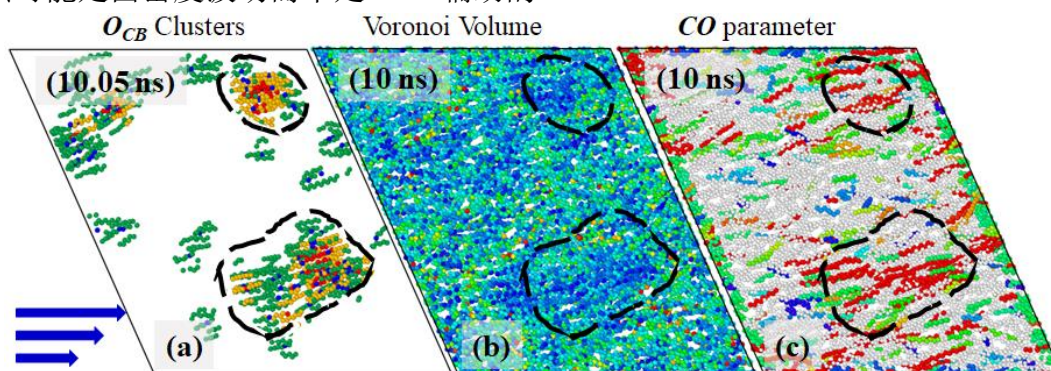 O_CB Clusters
Voronoi Volume
CO parameter
(10.05 ns)
(10 ns)
(10 ns)
(a)
(b)
(c)